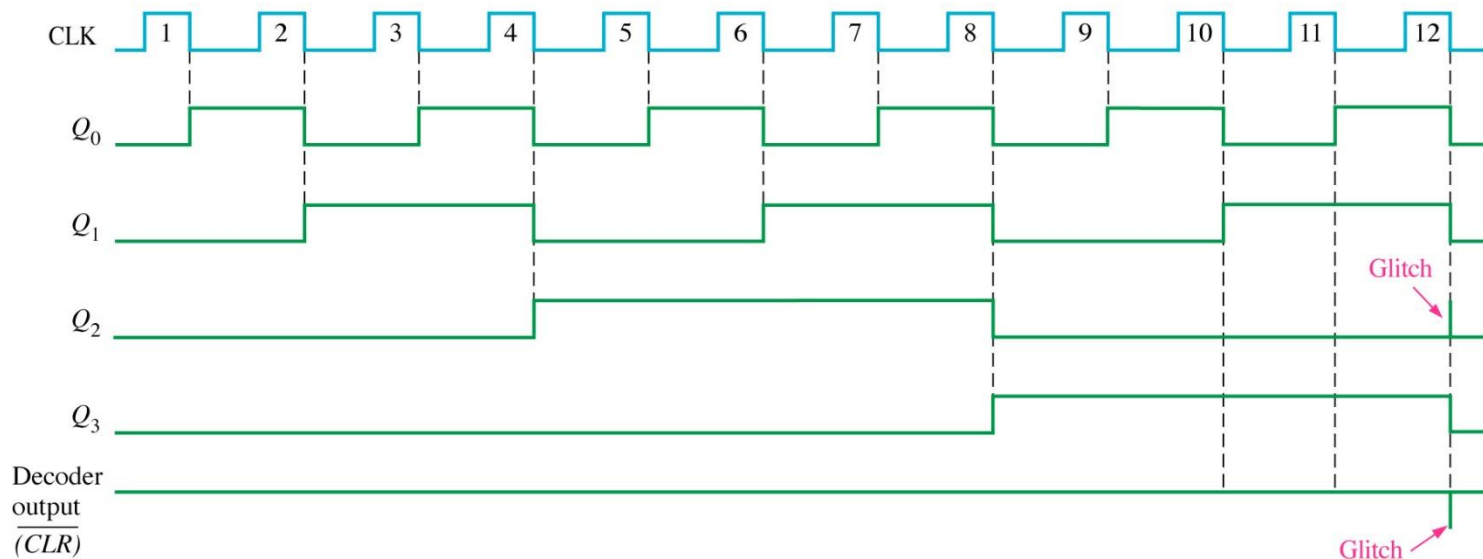 CLK 1 2 3 4 5 6 7 8 9 10 11 12
Q0
Q1
Glitch
Q2
Q3
Decoder
output
(CLR)
Glitch